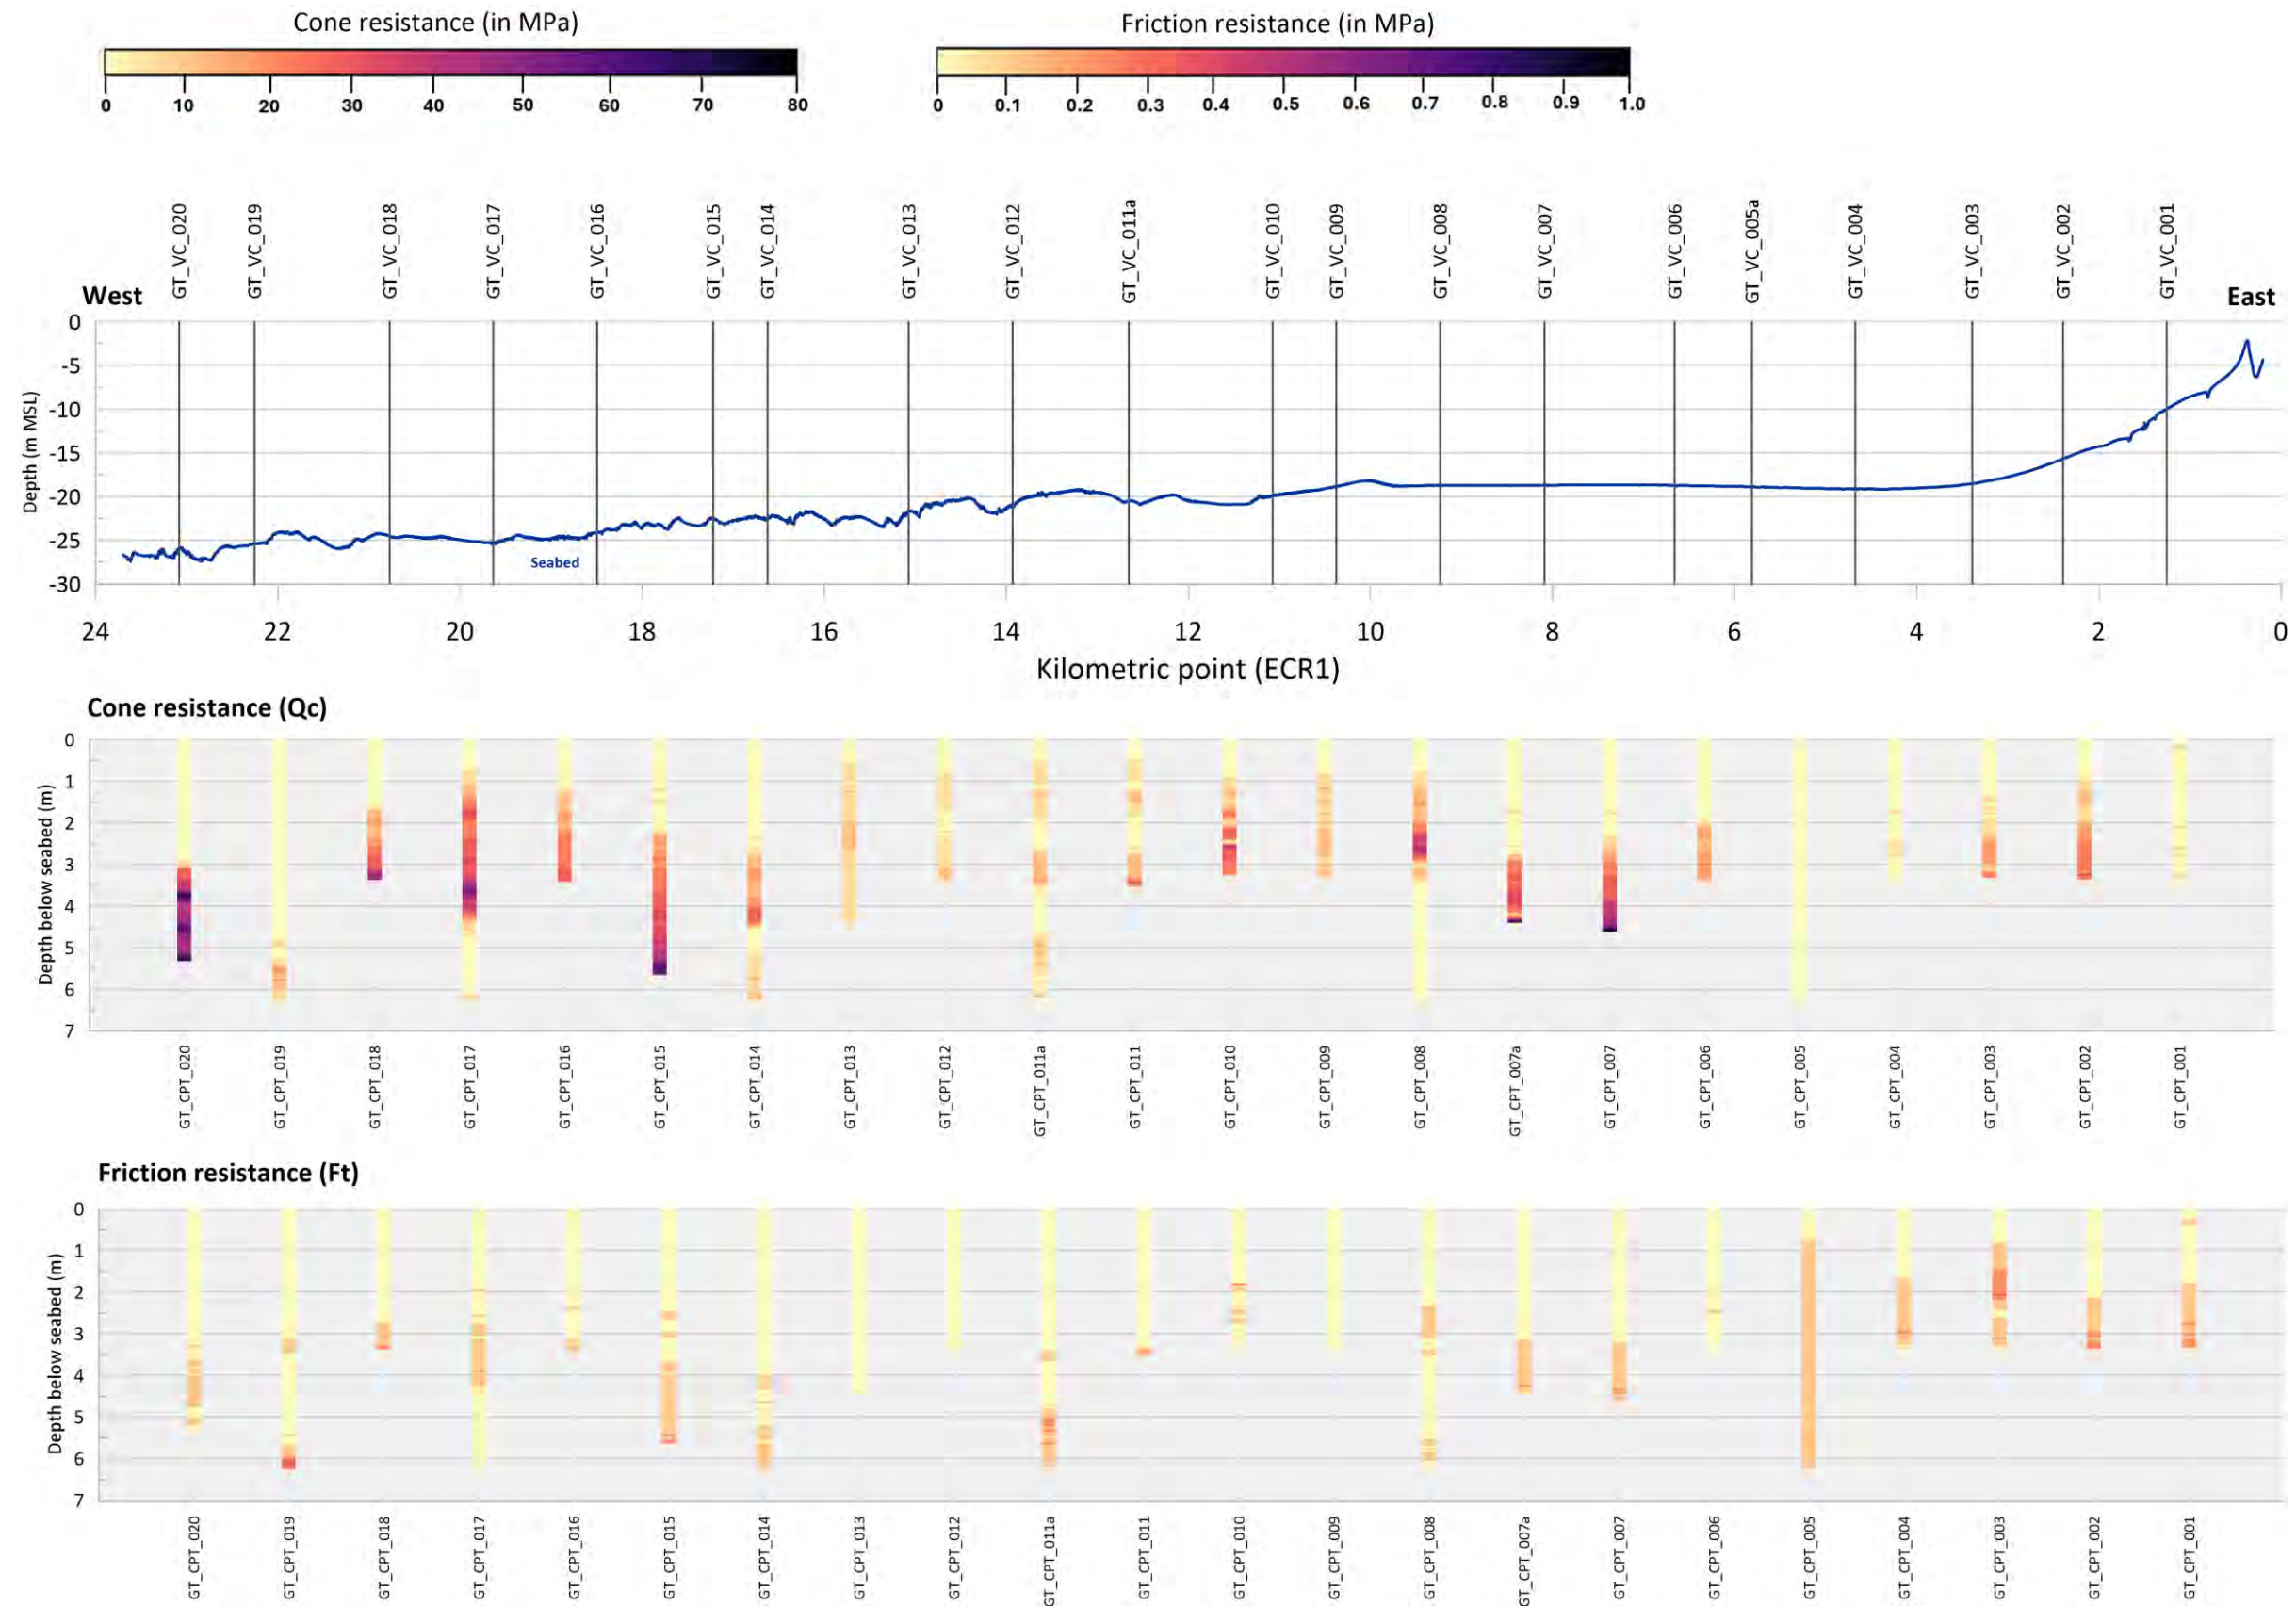 Cone resistance (in MPa)
0 10 20 30 40 50 60 70 80
Friction resistance (in MPa)
0 0.1 0.2 0.3 0.4 0.5 0.6 0.7 0.8 0.9 1.0
GT_VC_020
GT_VC_019
GT_VC_018
GT_VC_017
GT_VC_016
GT_VC_015
GT_VC_014
GT_VC_013
GT_VC_012
GT_VC_011a
GT_VC_010
GT_VC_009
GT_VC_008
GT_VC_007
GT_VC_006
GT_VC_005a
GT_VC_004
GT_VC_003
GT_VC_002
GT_VC_001
West
East
Depth (m MSL)
0
-5
-10
-15
-20
-25
-30
Seabed
24 22 20 18 16 14 12 10 8 6 4 2 0
Kilometric point (ECR1)
Cone resistance (Qc)
Depth below seabed (m)
0
1
2
3
4
5
6
7
GT_CPT_020
GT_CPT_019
GT_CPT_018
GT_CPT_017
GT_CPT_016
GT_CPT_015
GT_CPT_014
GT_CPT_013
GT_CPT_012
GT_CPT_011a
GT_CPT_011
GT_CPT_010
GT_CPT_009
GT_CPT_008
GT_CPT_007a
GT_CPT_007
GT_CPT_006
GT_CPT_005
GT_CPT_004
GT_CPT_003
GT_CPT_002
GT_CPT_001
Friction resistance (Ft)
Depth below seabed (m)
0
1
2
3
4
5
6
7
GT_CPT_020
GT_CPT_019
GT_CPT_018
GT_CPT_017
GT_CPT_016
GT_CPT_015
GT_CPT_014
GT_CPT_013
GT_CPT_012
GT_CPT_011a
GT_CPT_011
GT_CPT_010
GT_CPT_009
GT_CPT_008
GT_CPT_007a
GT_CPT_007
GT_CPT_006
GT_CPT_005
GT_CPT_004
GT_CPT_003
GT_CPT_002
GT_CPT_001